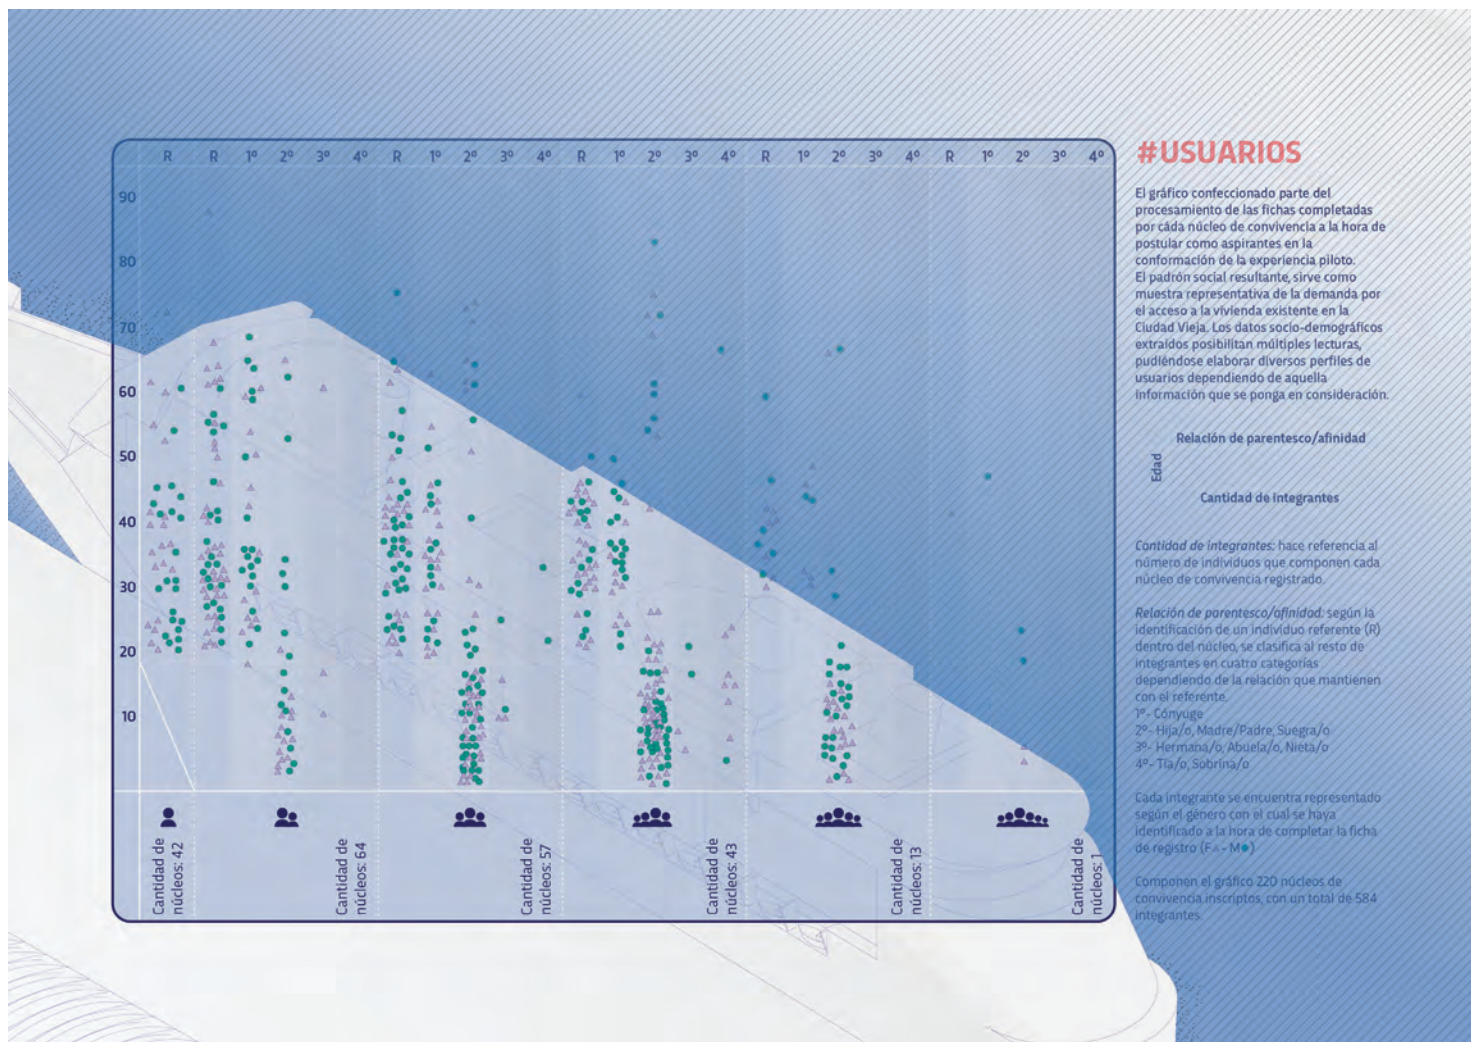 R R 1º 2º 3º 4º R 1º 2º 3º 4º R 1º 2º 3º 4º R 1º 2º 3º 4º R 1º 2º 3º 4º
90
80
70
60
50
40
30
20
10
Cantidad de
núcleos: 42
Cantidad de
núcleos: 64
Cantidad de
núcleos: 57
Cantidad de
núcleos: 43
Cantidad de
núcleos: 13
Cantidad de
núcleos: 1
#USUARIOS
El gráfico confeccionado parte del
procesamiento de las fichas completadas
por cáda núcleo de convivencia a la hora de
postular como aspirantes en la
conformación de la experiencia piloto.
El padrón social resultante, sirve como
muestra representativa de la demanda por
el acceso a la vivienda existente en la
Ciudad Vieja. Los datos socio-demográficos
extraídos posibilitan múltiples lecturas,
pudiéndose elaborar diversos perfiles de
usuarios dependiendo de aquella
información que se ponga en consideración.
Relación de parentesco/afinidad
Edad
Cantidad de integrantes
Cantidad de integrantes: hace referencia al
número de individuos que componen cada
núcleo de convivencia registrado.
Relación de parentesco/afinidad: según la
identificación de un individuo referente (R)
dentro del núcleo, se clasifica al resto de
integrantes en cuatro categorías
dependiendo de la relación que mantienen
con el referente.
1º- Cónyuge
2º- Hija/o, Madre/Padre, Suegra/o
3º- Hermana/o, Abuela/o, Nieta/o
4º- Tía/o, Sobrina/o
Cada integrante se encuentra representado
según el género con el cual se haya
identificado a la hora de completar la ficha
de registro (F▵- M●)
Componen el gráfico 220 núcleos de
convivencia inscriptos, con un total de 584
integrantes.